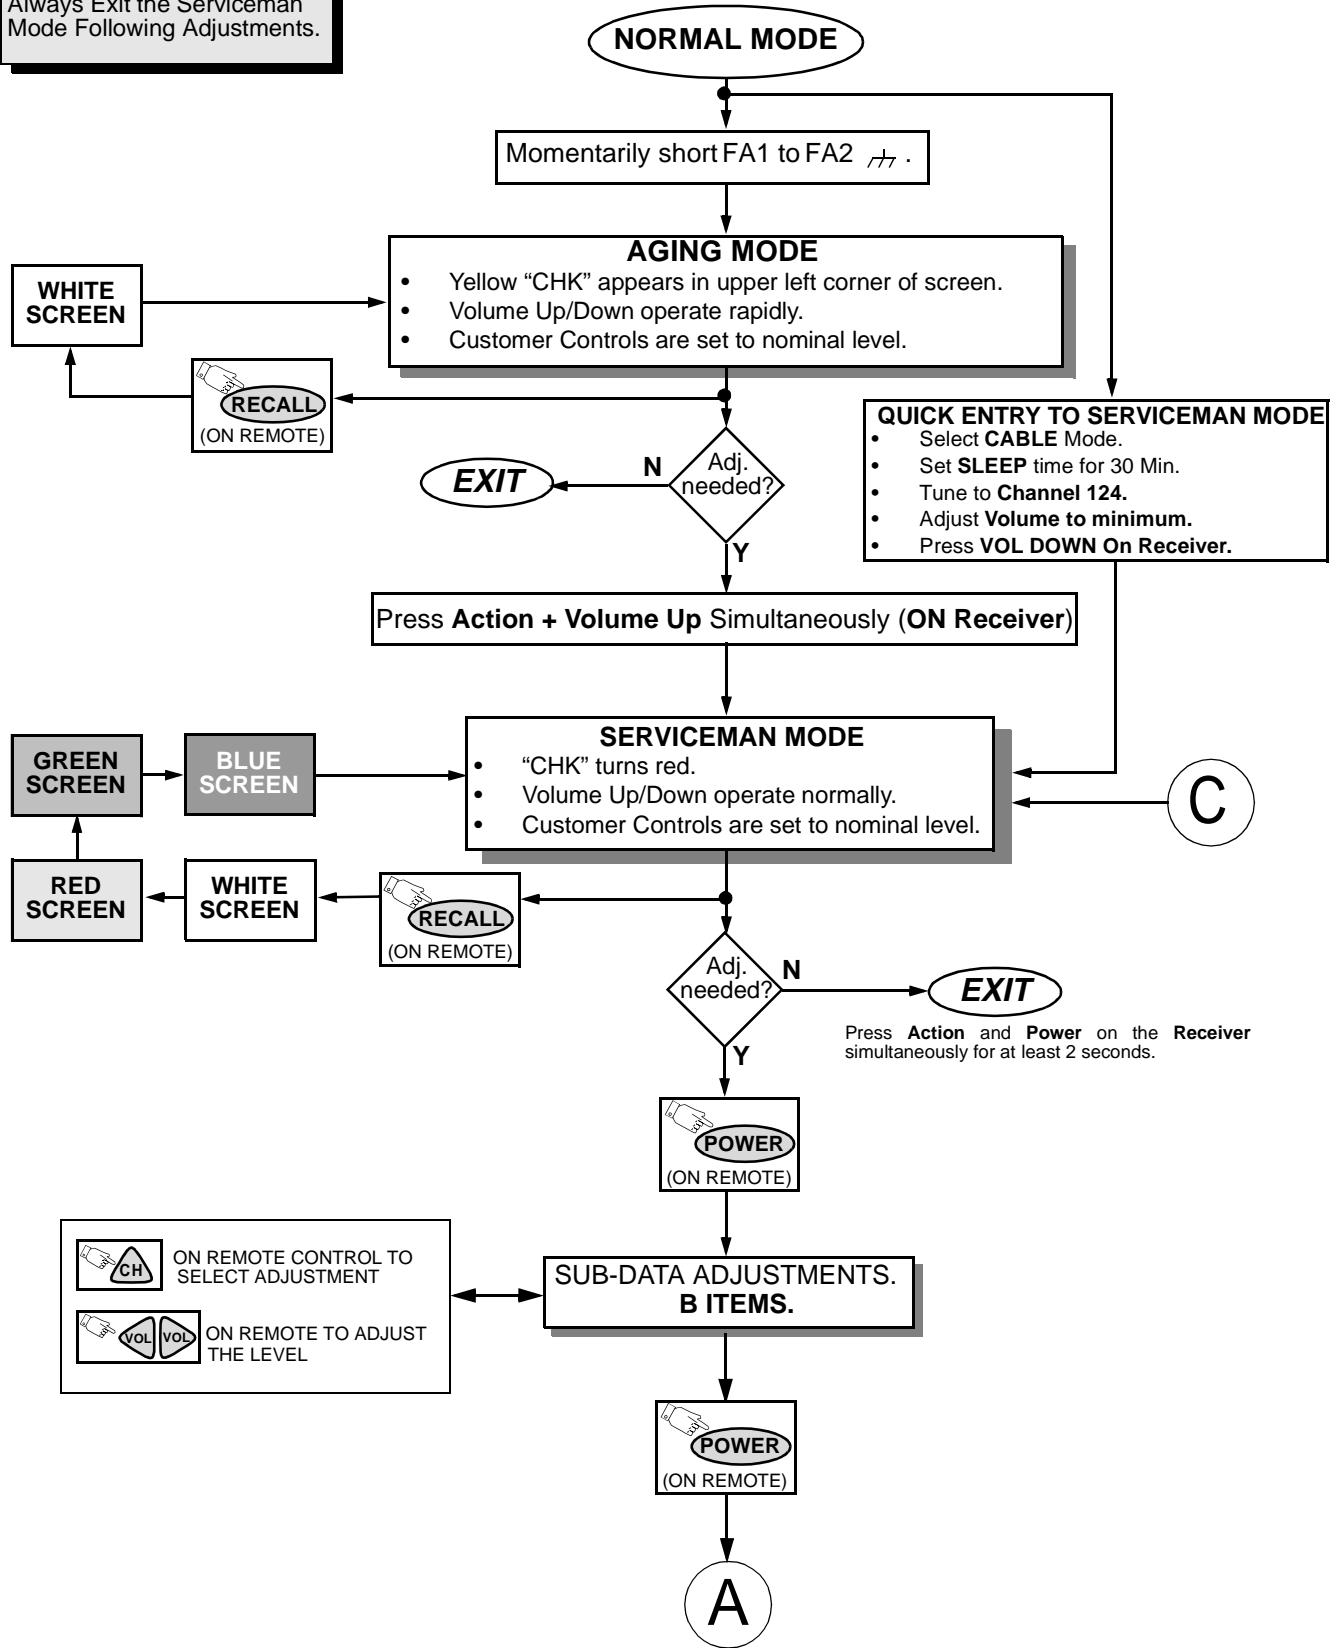 Always Exit the Serviceman
Mode Following Adjustments.
NORMAL MODE
Momentarily short FA1 to FA2 .
AGING MODE
• Yellow “CHK” appears in upper left corner of screen.
• Volume Up/Down operate rapidly.
• Customer Controls are set to nominal level.
WHITE
SCREEN
RECALL
(ON REMOTE)
Adj.
needed?
N
EXIT
Y
QUICK ENTRY TO SERVICEMAN MODE
• Select CABLE Mode.
• Set SLEEP time for 30 Min.
• Tune to Channel 124.
• Adjust Volume to minimum.
• Press VOL DOWN On Receiver.
Press Action + Volume Up Simultaneously (ON Receiver)
SERVICEMAN MODE
• “CHK” turns red.
• Volume Up/Down operate normally.
• Customer Controls are set to nominal level.
GREEN
SCREEN
BLUE
SCREEN
C
RED
SCREEN
WHITE
SCREEN
RECALL
(ON REMOTE)
Adj.
needed?
N
EXIT
Press Action and Power on the Receiver
simultaneously for at least 2 seconds.
Y
POWER
(ON REMOTE)
CH
ON REMOTE CONTROL TO
SELECT ADJUSTMENT
VOL VOL
ON REMOTE TO ADJUST
THE LEVEL
SUB-DATA ADJUSTMENTS.
B ITEMS.
POWER
(ON REMOTE)
A